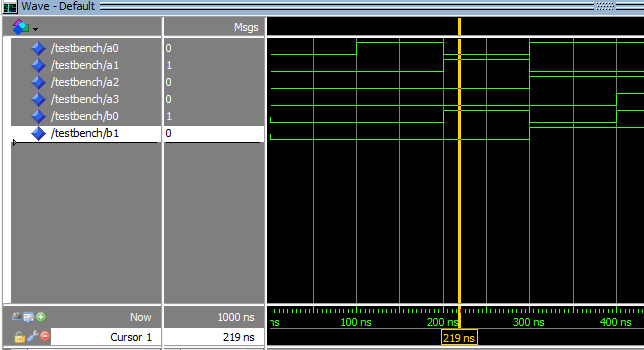 Wave - Default
Msgs
/testbench/a0 0
/testbench/a1 1
/testbench/a2 0
/testbench/a3 0
/testbench/b0 1
/testbench/b1 0
Now 1000 ns ns 100 ns 200 ns 300 ns 400 ns
Cursor 1 219 ns 219 ns